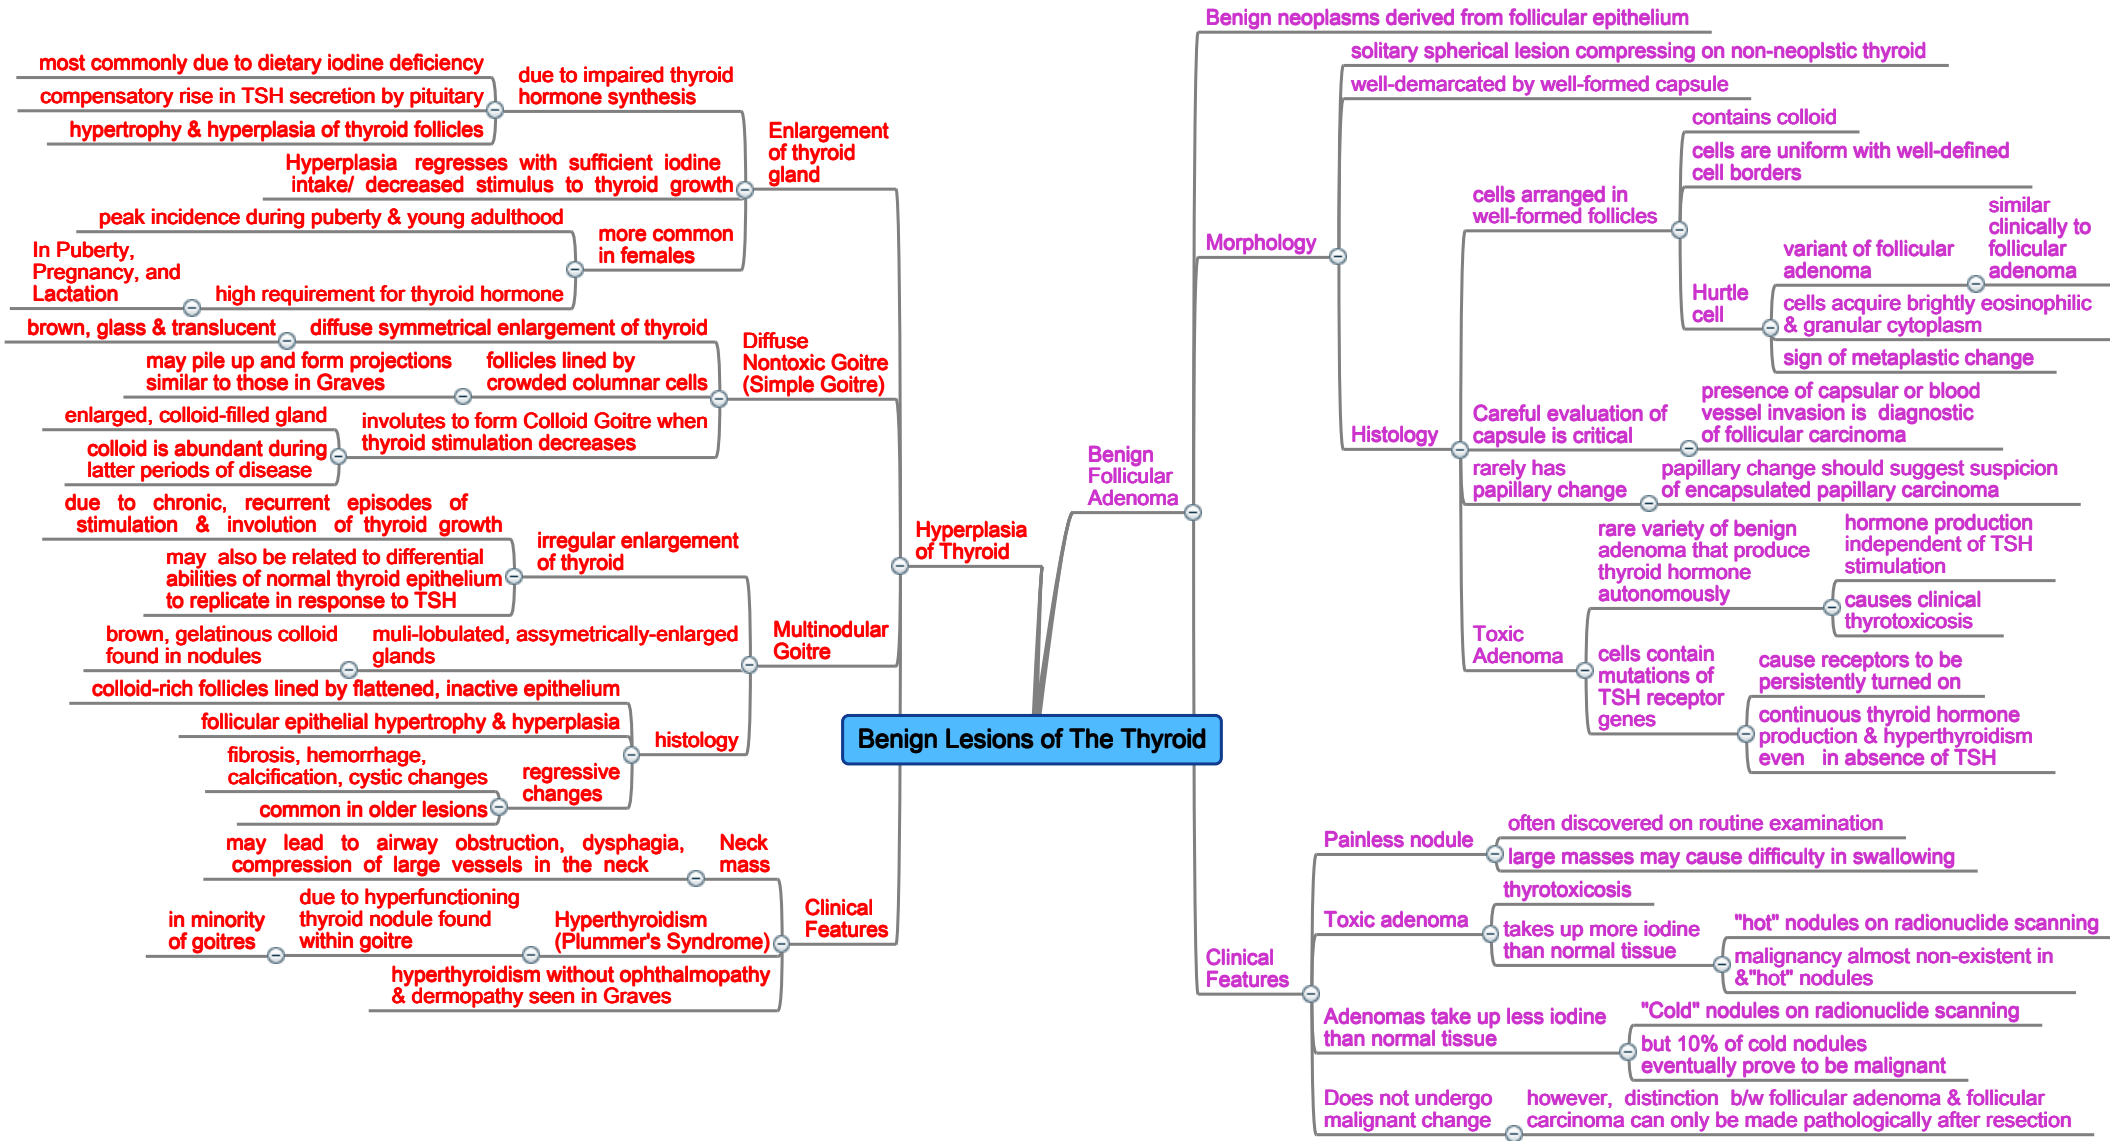 Benign Lesions of The Thyroid
Hyperplasia
of Thyroid
Enlargement
of thyroid
gland
due to impaired thyroid
hormone synthesis
most commonly due to dietary iodine deficiency
compensatory rise in TSH secretion by pituitary
hypertrophy & hyperplasia of thyroid follicles
Hyperplasia regresses with sufficient iodine
intake/ decreased stimulus to thyroid growth
more common
in females
peak incidence during puberty & young adulthood
high requirement for thyroid hormone
In Puberty,
Pregnancy, and
Lactation
Diffuse
Nontoxic Goitre
(Simple Goitre)
diffuse symmetrical enlargement of thyroid
brown, glass & translucent
follicles lined by
crowded columnar cells
may pile up and form projections
similar to those in Graves
involutes to form Colloid Goitre when
thyroid stimulation decreases
enlarged, colloid-filled gland
colloid is abundant during
latter periods of disease
Multinodular
Goitre
irregular enlargement
of thyroid
due to chronic, recurrent episodes of
stimulation & involution of thyroid growth
may also be related to differential
abilities of normal thyroid epithelium
to replicate in response to TSH
muli-lobulated, assymetrically-enlarged
glands
brown, gelatinous colloid
found in nodules
histology
colloid-rich follicles lined by flattened, inactive epithelium
follicular epithelial hypertrophy & hyperplasia
regressive
changes
fibrosis, hemorrhage,
calcification, cystic changes
common in older lesions
Clinical
Features
Neck
mass
may lead to airway obstruction, dysphagia,
compression of large vessels in the neck
Hyperthyroidism
(Plummer's Syndrome)
due to hyperfunctioning
thyroid nodule found
within goitre
in minority
of goitres
hyperthyroidism without ophthalmopathy
& dermopathy seen in Graves
Benign
Follicular
Adenoma
Benign neoplasms derived from follicular epithelium
Morphology
solitary spherical lesion compressing on non-neoplstic thyroid
well-demarcated by well-formed capsule
Histology
cells arranged in
well-formed follicles
contains colloid
cells are uniform with well-defined
cell borders
Hurtle
cell
variant of follicular
adenoma
similar
clinically to
follicular
adenoma
cells acquire brightly eosinophilic
& granular cytoplasm
sign of metaplastic change
Careful evaluation of
capsule is critical
presence of capsular or blood
vessel invasion is diagnostic
of follicular carcinoma
rarely has
papillary change
papillary change should suggest suspicion
of encapsulated papillary carcinoma
Toxic
Adenoma
rare variety of benign
adenoma that produce
thyroid hormone
autonomously
hormone production
independent of TSH
stimulation
causes clinical
thyrotoxicosis
cells contain
mutations of
TSH receptor
genes
cause receptors to be
persistently turned on
continuous thyroid hormone
production & hyperthyroidism
even in absence of TSH
Clinical
Features
Painless nodule
often discovered on routine examination
large masses may cause difficulty in swallowing
Toxic adenoma
thyrotoxicosis
takes up more iodine
than normal tissue
"hot" nodules on radionuclide scanning
malignancy almost non-existent in
&"hot" nodules
Adenomas take up less iodine
than normal tissue
"Cold" nodules on radionuclide scanning
but 10% of cold nodules
eventually prove to be malignant
Does not undergo
malignant change
however, distinction b/w follicular adenoma & follicular
carcinoma can only be made pathologically after resection